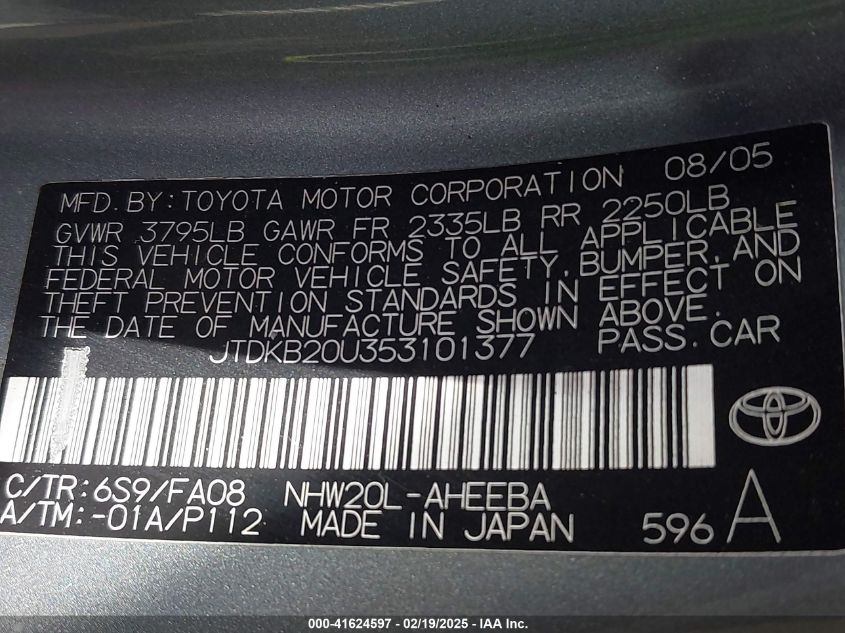 MFD.BY:TOYOTA MOTOR CORPORATION 08/05
GVWR 3795LB GAWR FR 2335LB RR 2250LB
THIS VEHICLE CONFORMS TO ALL APPLICABLE
FEDERAL MOTOR VEHICLE SAFETY, BUMPER, AND
THEFT PREVENTION STANDARDS IN EFFECT ON
THE DATE OF MANUFACTURE SHOWN ABOVE.
JTDKB20U353101377 PASS.CAR
C/TR:6S9/FA08 NHW20L-AHEEBA
A/TM:-01A/P112 MADE IN JAPAN 596 A
000-41624597 - 02/19/2025 - IAA Inc.